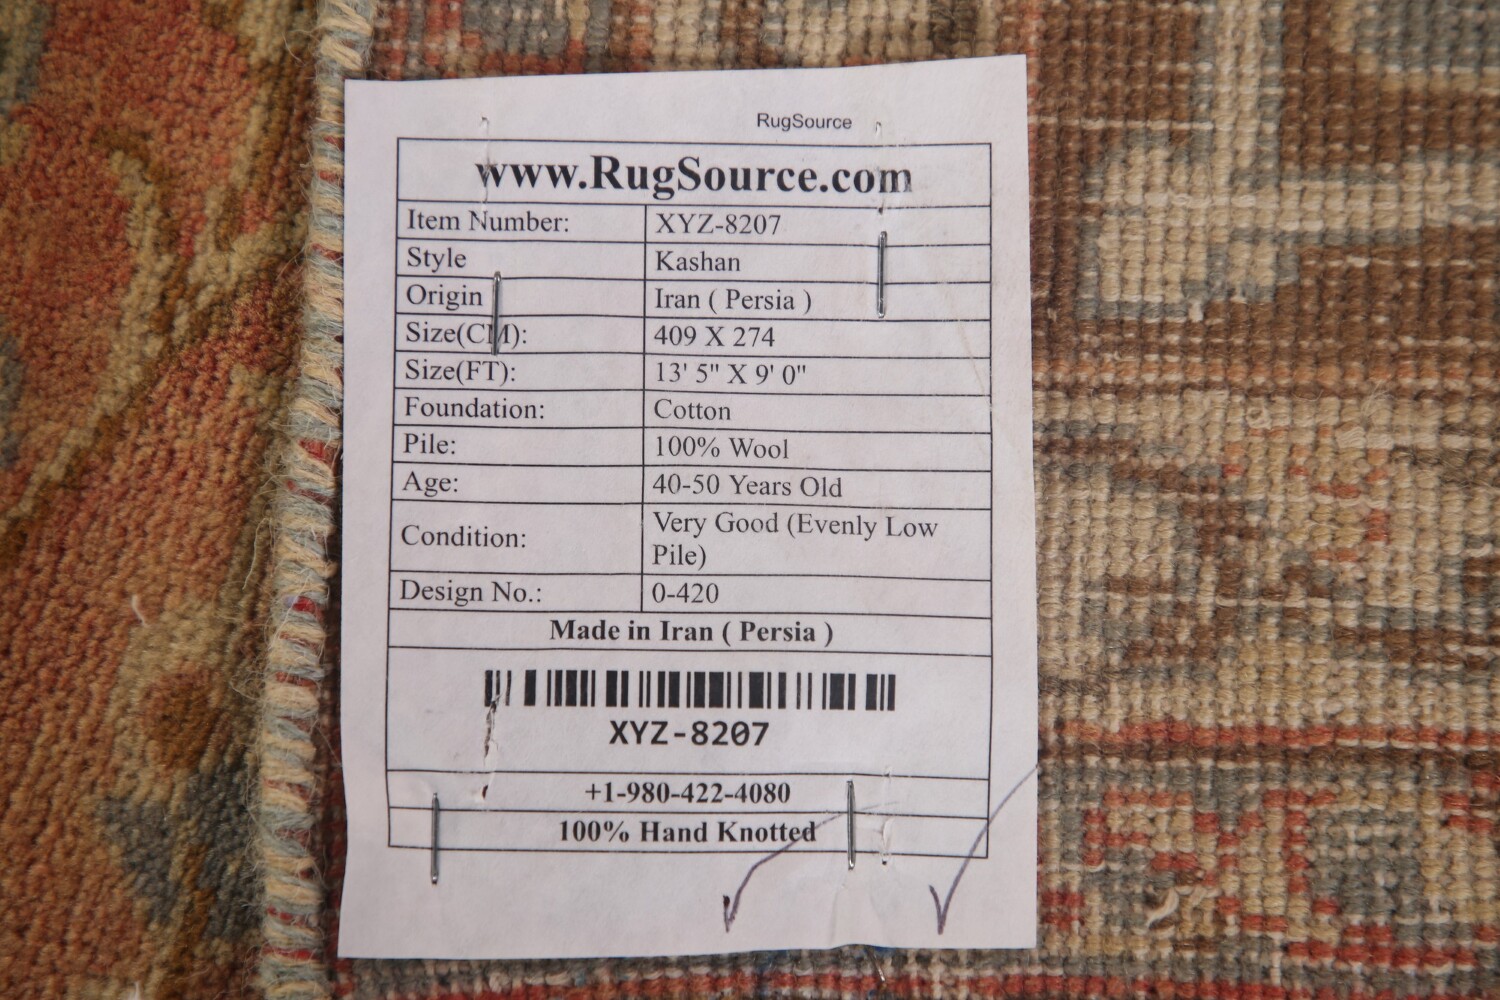 RugSource
www.RugSource.com
Item Number: XYZ-8207
Style Kashan
Origin Iran ( Persia )
Size(CM): 409 X 274
Size(FT): 13' 5" X 9' 0"
Foundation: Cotton
Pile: 100% Wool
Age: 40-50 Years Old
Condition: Very Good (Evenly Low
Pile)
Design No.: 0-420
Made in Iran ( Persia )
XYZ-8207
+1-980-422-4080
100% Hand Knotted